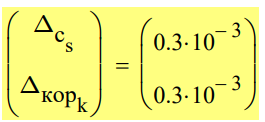 (Δ_{c_s}) = (0.3·10^{−3})
(Δ_{кор_k}) (0.3·10^{−3})